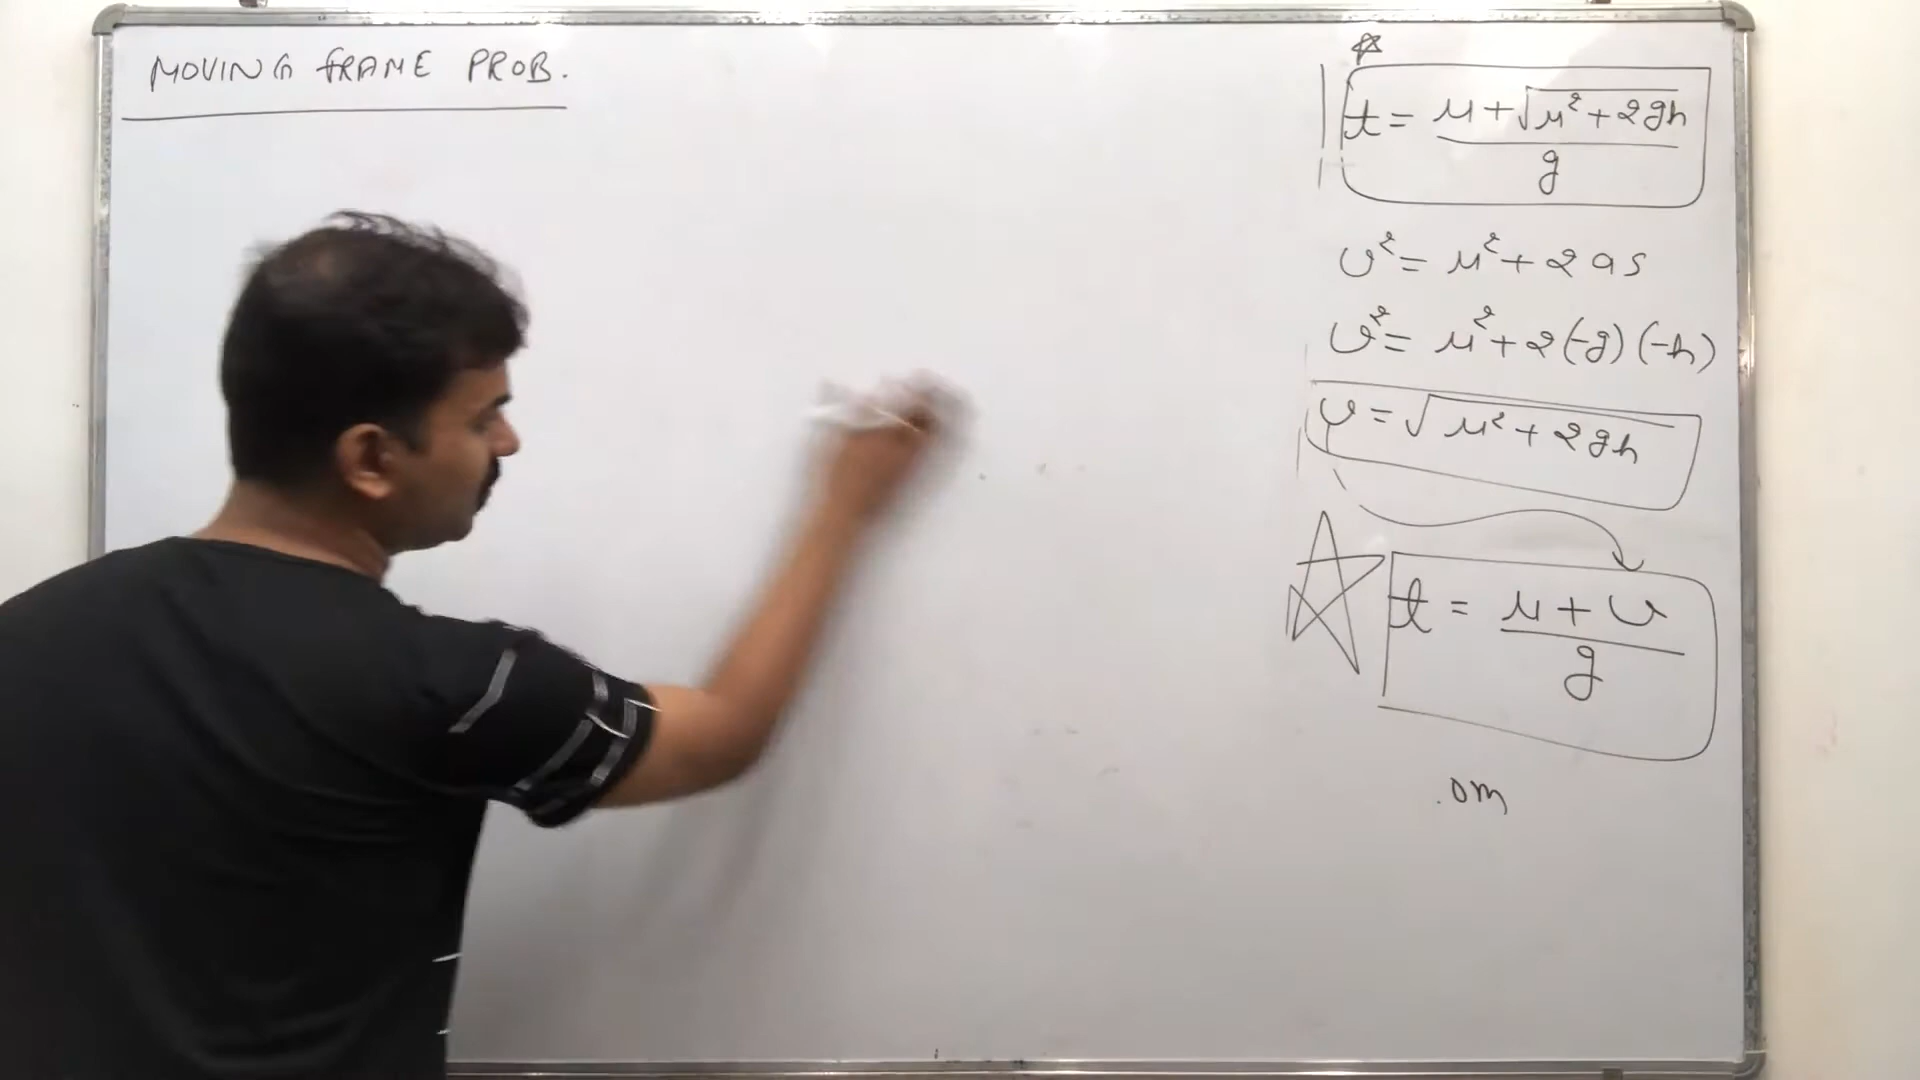 MOVING FRAME PROB.
t = u + √u² + 2gh
g
v² = u² + 2as
v² = u² + 2(-g)(-h)
v = √u² + 2gh
t = u + v
g
.om